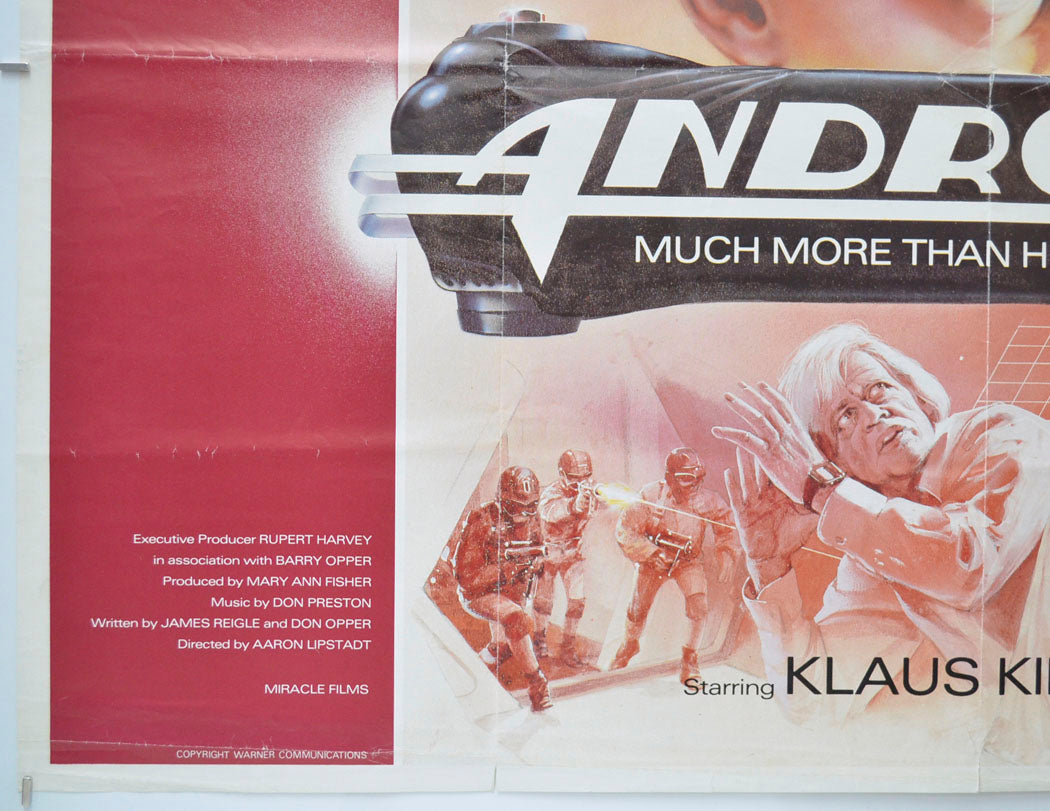 ANDRO
MUCH MORE THAN H
Executive Producer RUPERT HARVEY
in association with BARRY OPPER
Produced by MARY ANN FISHER
Music by DON PRESTON
Written by JAMES REIGLE and DON OPPER
Directed by AARON LIPSTADT
MIRACLE FILMS
Starring KLAUS KI
COPYRIGHT WARNER COMMUNICATIONS